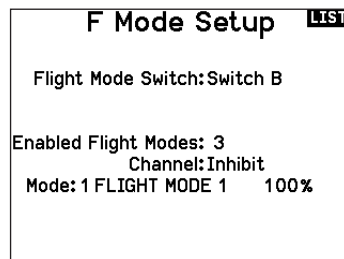 F Mode Setup
LIST
Flight Mode Switch: Switch B
Enabled Flight Modes: 3
Channel: Inhibit
Mode: 1 FLIGHT MODE 1 100%